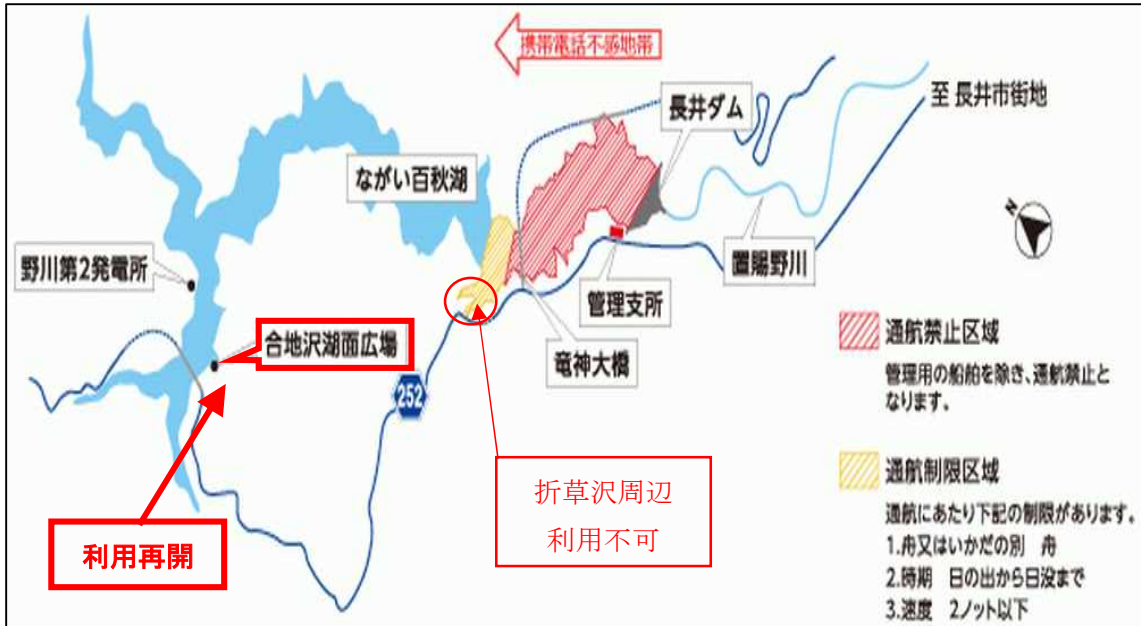 携帯電話不感地帯
至 長井市街地
長井ダム
ながい百秋湖
N
置賜野川
野川第2発電所
管理支所
合地沢湖面広場
竜神大橋
252
通航禁止区域
管理用の船舶を除き、通航禁止と
なります。
折草沢周辺
利用不可
利用再開
通航制限区域
通航にあたり下記の制限があります。
1.舟又はいかだの別 舟
2.時期 日の出から日没まで
3.速度 2ノット以下